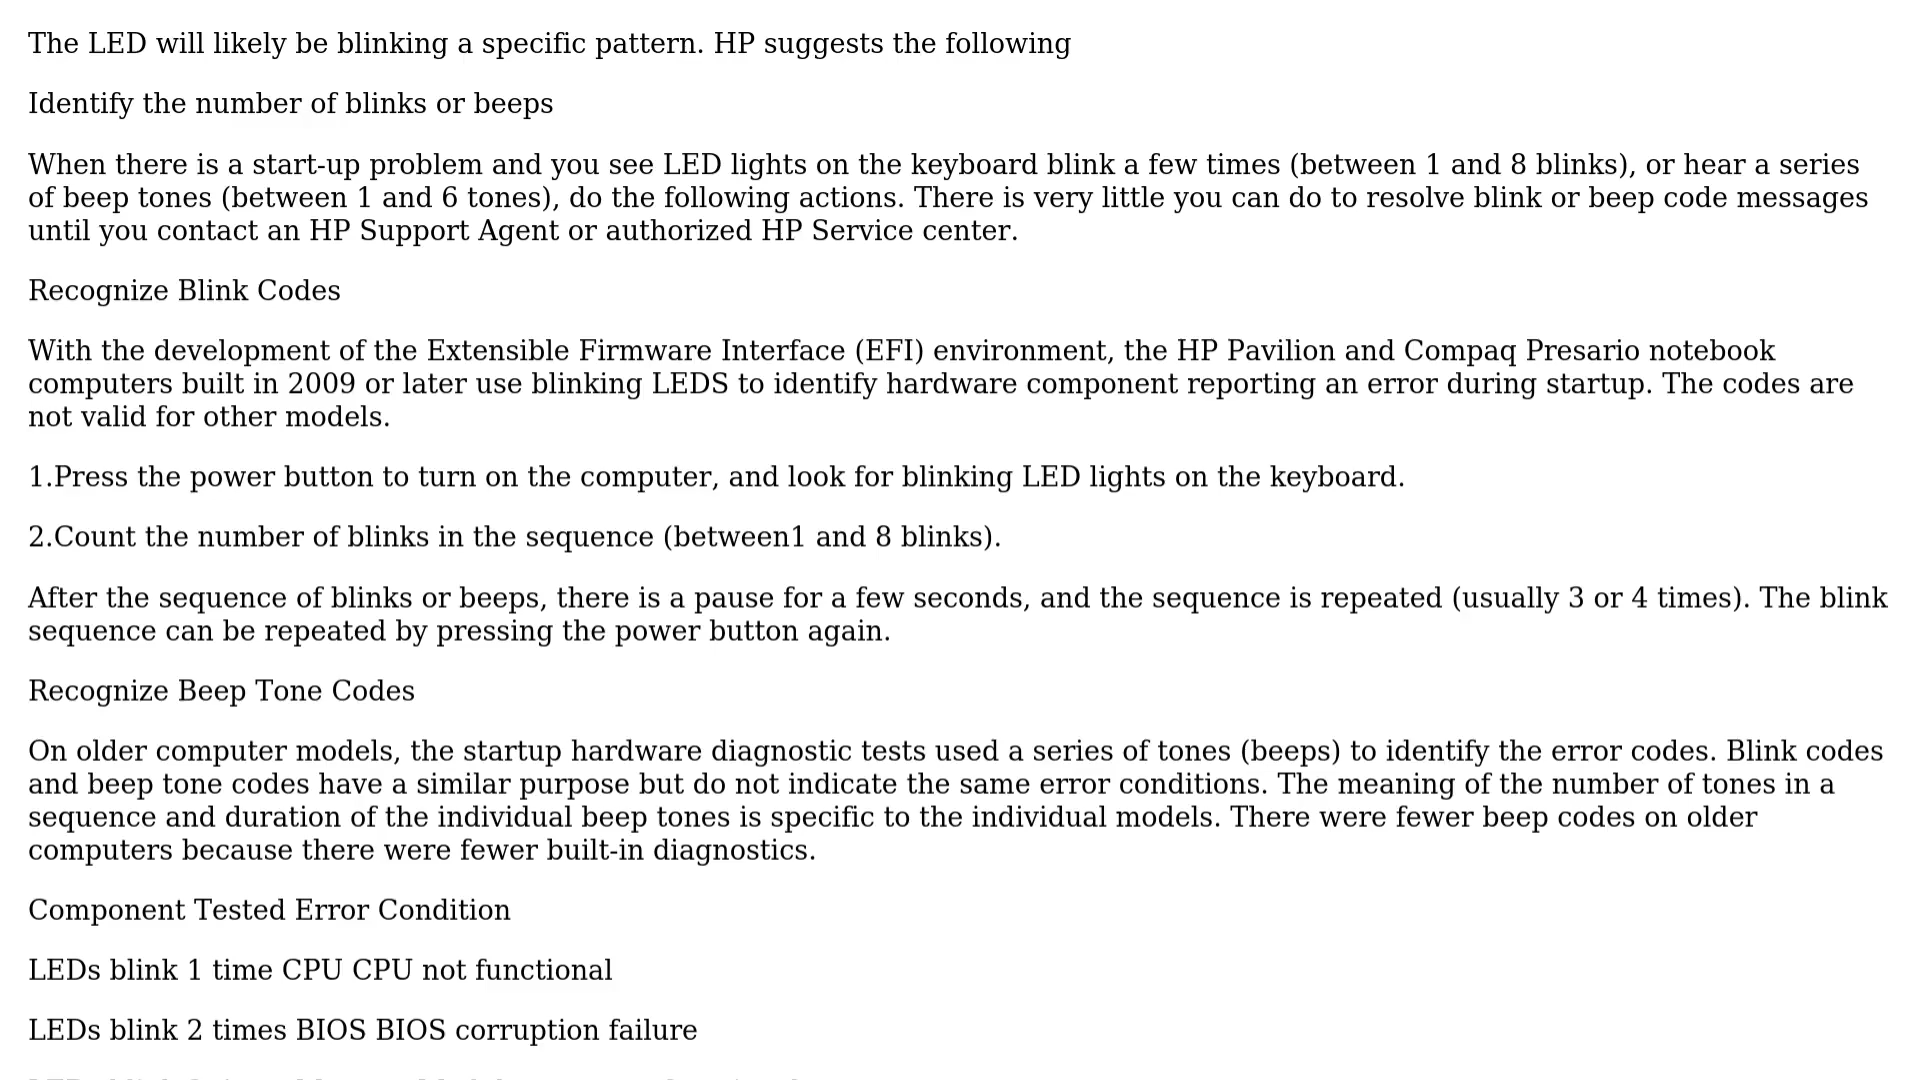 The LED will likely be blinking a specific pattern. HP suggests the following
Identify the number of blinks or beeps
When there is a start-up problem and you see LED lights on the keyboard blink a few times (between 1 and 8 blinks), or hear a series
of beep tones (between 1 and 6 tones), do the following actions. There is very little you can do to resolve blink or beep code messages
until you contact an HP Support Agent or authorized HP Service center.
Recognize Blink Codes
With the development of the Extensible Firmware Interface (EFI) environment, the HP Pavilion and Compaq Presario notebook
computers built in 2009 or later use blinking LEDS to identify hardware component reporting an error during startup. The codes are
not valid for other models.
1.Press the power button to turn on the computer, and look for blinking LED lights on the keyboard.
2.Count the number of blinks in the sequence (between1 and 8 blinks).
After the sequence of blinks or beeps, there is a pause for a few seconds, and the sequence is repeated (usually 3 or 4 times). The blink
sequence can be repeated by pressing the power button again.
Recognize Beep Tone Codes
On older computer models, the startup hardware diagnostic tests used a series of tones (beeps) to identify the error codes. Blink codes
and beep tone codes have a similar purpose but do not indicate the same error conditions. The meaning of the number of tones in a
sequence and duration of the individual beep tones is specific to the individual models. There were fewer beep codes on older
computers because there were fewer built-in diagnostics.
Component Tested Error Condition
LEDs blink 1 time CPU CPU not functional
LEDs blink 2 times BIOS BIOS corruption failure